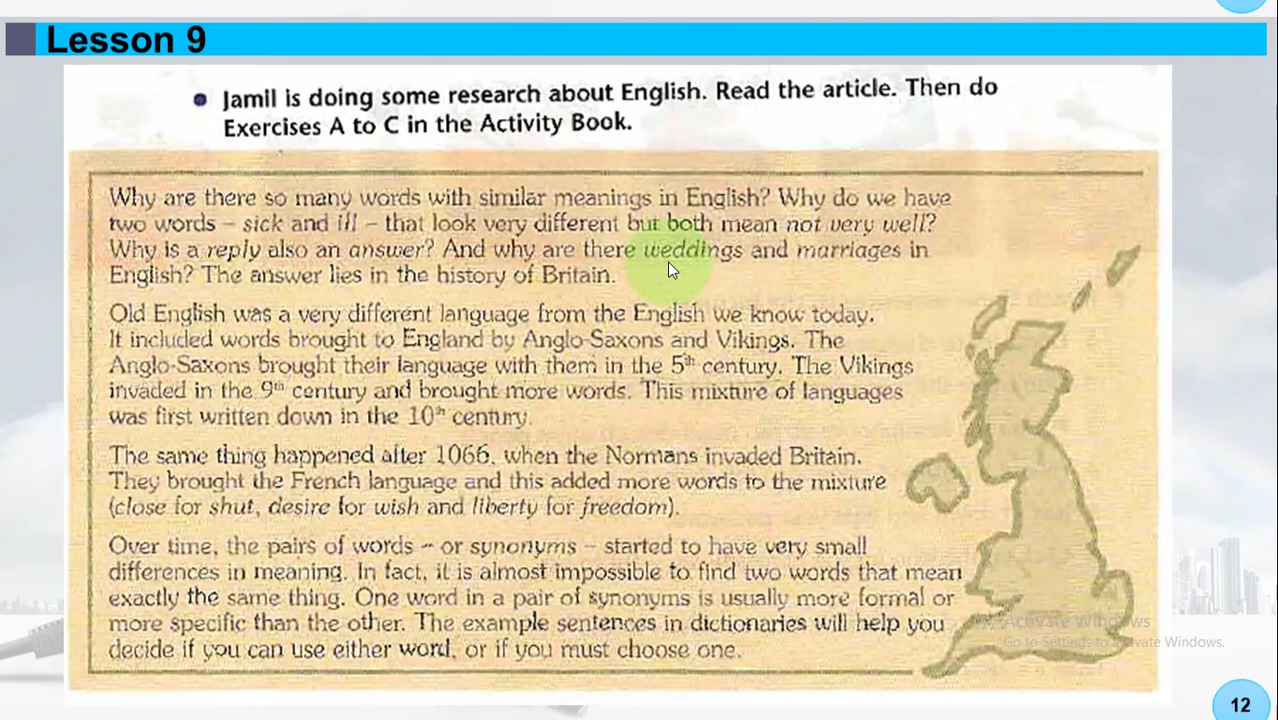 Lesson 9
Jamil is doing some research about English. Read the article. Then do
Exercises A to C in the Activity Book.
Why are there so many words with similar meanings in English? Why do we have
two words – sick and ill – that look very different but both mean not very well?
Why is a reply also an answer? And why are there weddings and marriages in
English? The answer lies in the history of Britain.
Old English was a very different language from the English we know today.
It included words brought to England by Anglo-Saxons and Vikings. The
Anglo-Saxons brought their language with them in the 5th century. The Vikings
invaded in the 9th century and brought more words. This mixture of languages
was first written down in the 10th century.
The same thing happened after 1066, when the Normans invaded Britain.
They brought the French language and this added more words to the mixture
(close for shut, desire for wish and liberty for freedom).
Over time, the pairs of words – or synonyms – started to have very small
differences in meaning. In fact, it is almost impossible to find two words that mean
exactly the same thing. One word in a pair of synonyms is usually more formal or
more specific than the other. The example sentences in dictionaries will help you
decide if you can use either word, or if you must choose one.
Activate Windows
Go to Settings to activate Windows.
12